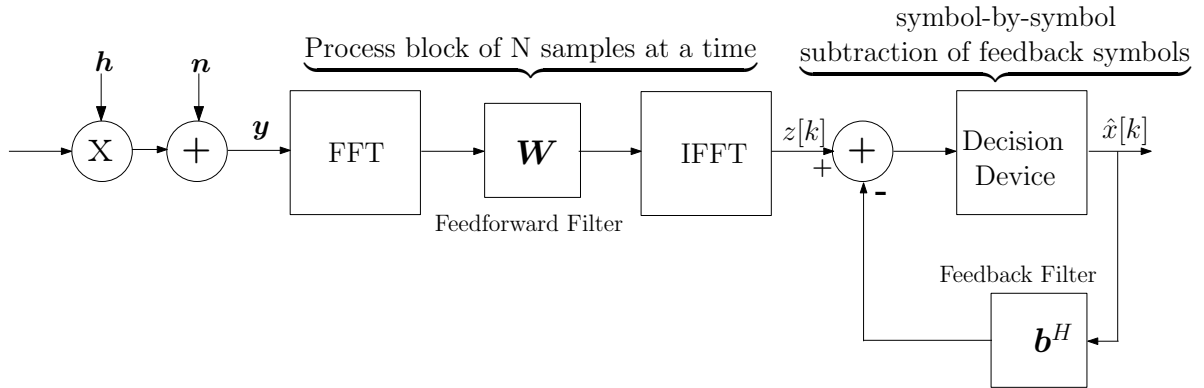 symbol-by-symbol
subtraction of feedback symbols
Process block of N samples at a time
h
n
X
+
y
FFT
W
Feedforward Filter
IFFT
z[k]
+
+
-
Decision
Device
x̂[k]
Feedback Filter
b^H